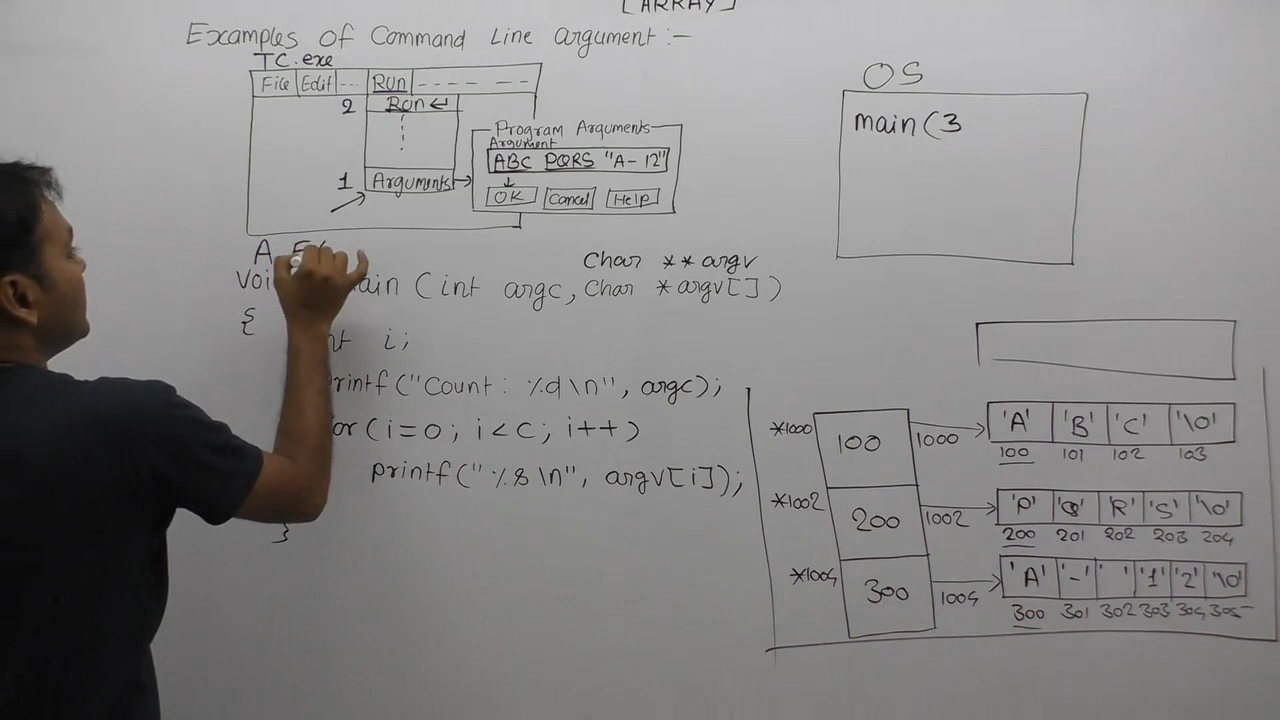 [ARRAY]
Examples of Command Line argument :-
TC.exe
File Edit ... RUN ---- -- --
2 Run ↵
Program Arguments
Argument
ABC PQRS "A- 12"
1 Arguments
OK Cancel Help
OS
main(3
A.
Char **argv
main (int argc, Char *argv[])
{
i;
printf("Count: %d\n", argc);
for(i=0; i<c; i++)
printf("%s\n", argv[i]);
}
*1000 100 1000 'A' 'B' 'C' '\0'
100 101 102 103
*1002 200 1002 'P' 'Q' 'R' 'S' '\0'
200 201 202 203 204
*1004 300 1004 'A' '-' ' ' '1' '2' '\0'
300 301 302 303 304 305